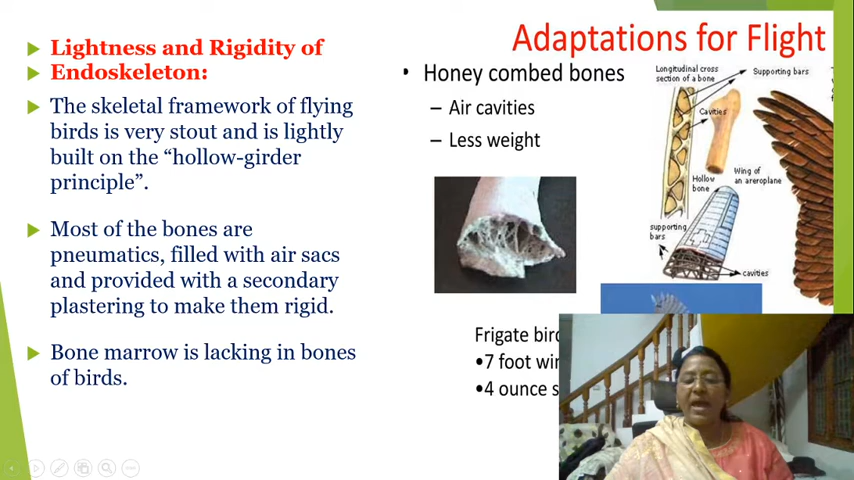 Lightness and Rigidity of
Endoskeleton:
The skeletal framework of flying
birds is very stout and is lightly
built on the “hollow-girder
principle”.
Most of the bones are
pneumatics, filled with air sacs
and provided with a secondary
plastering to make them rigid.
Bone marrow is lacking in bones
of birds.
Adaptations for Flight
• Honey combed bones
– Air cavities
– Less weight
Longitudinal cross
section of a bone
Supporting bars
Cavities
Hollow
bone
Wing of
an areroplane
supporting
bars
cavities
Frigate
•7 foot
•4 ounce